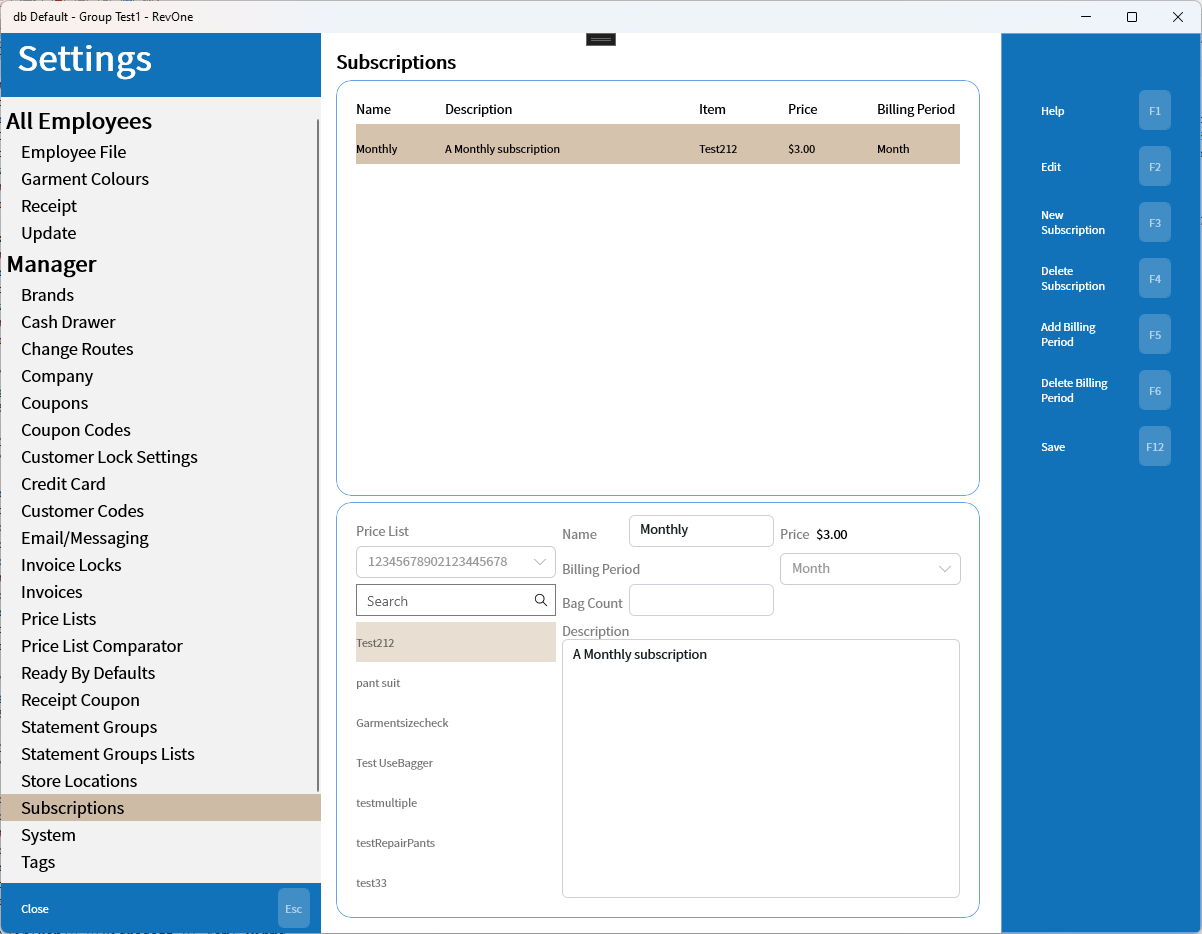 db Default - Group Test1 - RevOne
Settings
All Employees
Employee File
Garment Colours
Receipt
Update
Manager
Brands
Cash Drawer
Change Routes
Company
Coupons
Coupon Codes
Customer Lock Settings
Credit Card
Customer Codes
Email/Messaging
Invoice Locks
Invoices
Price Lists
Price List Comparator
Ready By Defaults
Receipt Coupon
Statement Groups
Statement Groups Lists
Store Locations
Subscriptions
System
Tags
Close Esc
Subscriptions
Name Description Item Price Billing Period
Monthly A Monthly subscription Test212 $3.00 Month
Price List
12345678902123445678
Search
Test212
pant suit
Garmentsizecheck
Test UseBagger
testmultiple
testRepairPants
test33
Name Monthly Price $3.00
Billing Period Month
Bag Count
Description
A Monthly subscription
Help F1
Edit F2
New
Subscription F3
Delete
Subscription F4
Add Billing
Period F5
Delete Billing
Period F6
Save F12